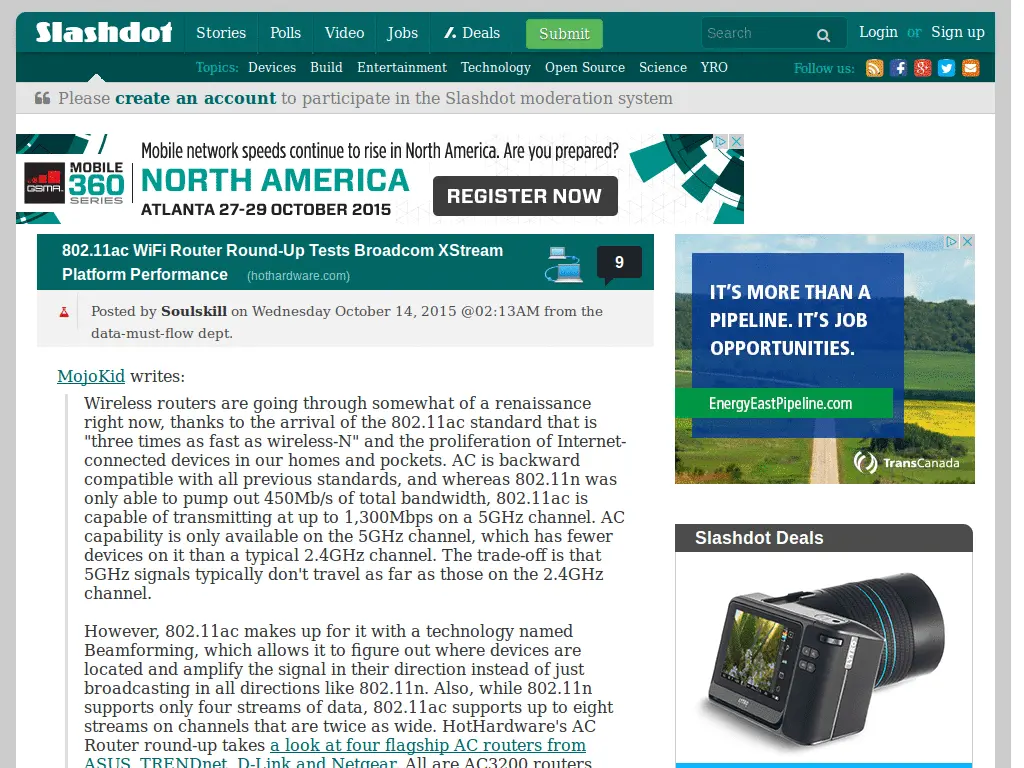 Slashdot
Stories Polls Video Jobs Deals Submit Search Login or Sign up
Topics: Devices Build Entertainment Technology Open Source Science YRO Follow us:
Please create an account to participate in the Slashdot moderation system
Mobile network speeds continue to rise in North America. Are you prepared?
GSMA MOBILE 360 SERIES
NORTH AMERICA
ATLANTA 27-29 OCTOBER 2015
REGISTER NOW
802.11ac WiFi Router Round-Up Tests Broadcom XStream
Platform Performance (hothardware.com)
9
Posted by Soulskill on Wednesday October 14, 2015 @02:13AM from the
data-must-flow dept.
MojoKid writes:
Wireless routers are going through somewhat of a renaissance
right now, thanks to the arrival of the 802.11ac standard that is
"three times as fast as wireless-N" and the proliferation of Internet-
connected devices in our homes and pockets. AC is backward
compatible with all previous standards, and whereas 802.11n was
only able to pump out 450Mb/s of total bandwidth, 802.11ac is
capable of transmitting at up to 1,300Mbps on a 5GHz channel. AC
capability is only available on the 5GHz channel, which has fewer
devices on it than a typical 2.4GHz channel. The trade-off is that
5GHz signals typically don't travel as far as those on the 2.4GHz
channel.
However, 802.11ac makes up for it with a technology named
Beamforming, which allows it to figure out where devices are
located and amplify the signal in their direction instead of just
broadcasting in all directions like 802.11n. Also, while 802.11n
supports only four streams of data, 802.11ac supports up to eight
streams on channels that are twice as wide. HotHardware's AC
Router round-up takes a look at four flagship AC routers from
ASUS, TRENDnet, D-Link and Netgear. All are AC3200 routers
IT'S MORE THAN A
PIPELINE. IT'S JOB
OPPORTUNITIES.
EnergyEastPipeline.com
TransCanada
Slashdot Deals